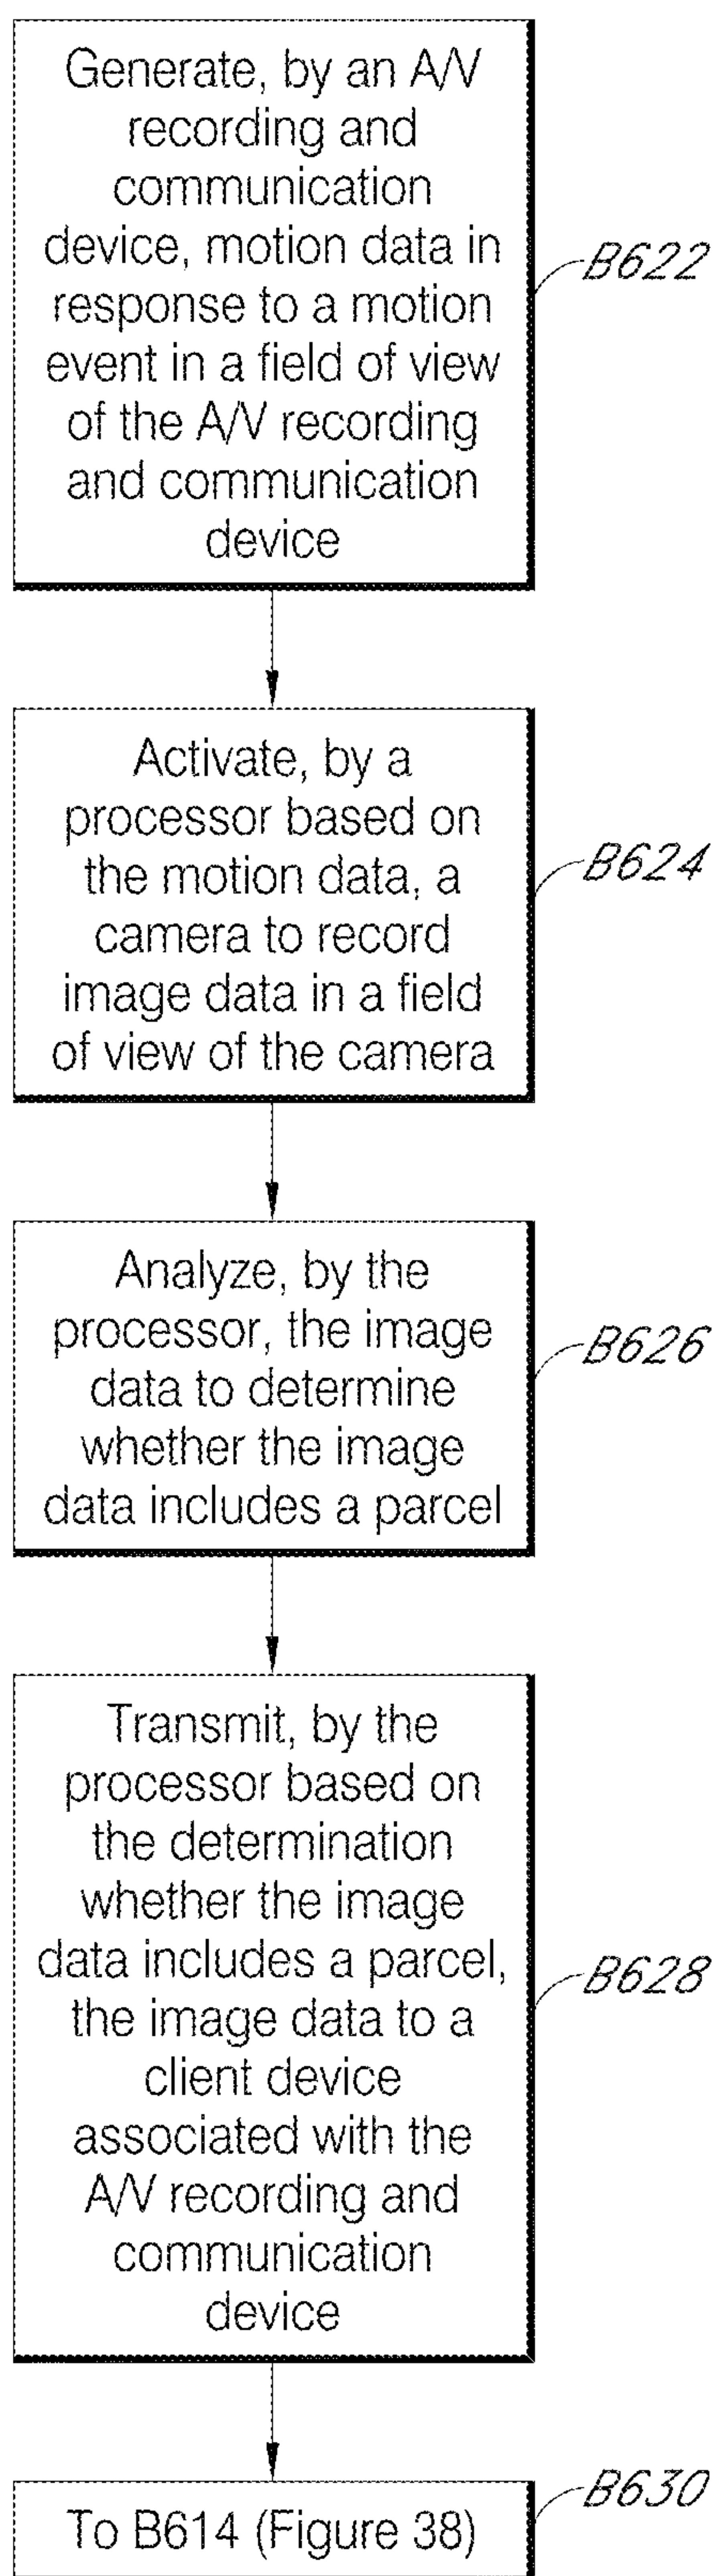 Generate, by an A/V
recording and
communication
device, motion data in
response to a motion
event in a field of view
of the A/V recording
and communication
device
B622
Activate, by a
processor based on
the motion data, a
camera to record
image data in a field
of view of the camera
B624
Analyze, by the
processor, the image
data to determine
whether the image
data includes a parcel
B626
Transmit, by the
processor based on
the determination
whether the image
data includes a parcel,
the image data to a
client device
associated with the
A/V recording and
communication
device
B628
To B614 (Figure 38)
B630